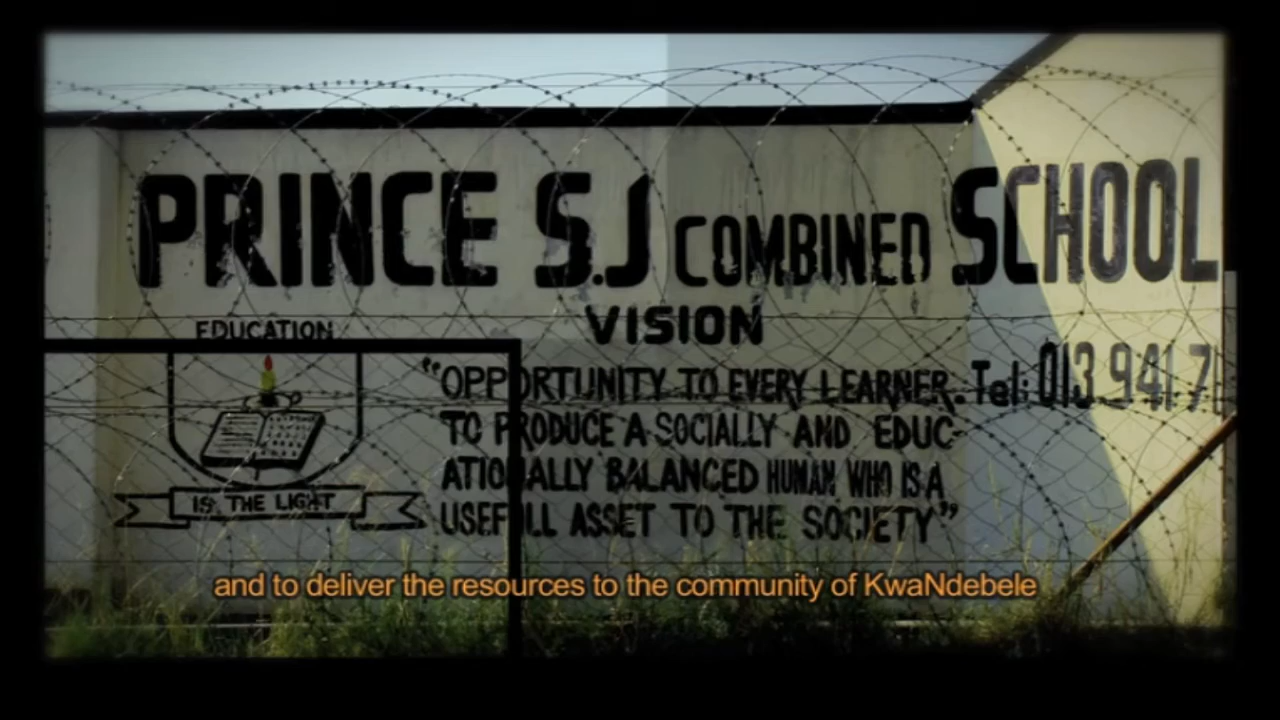 PRINCE S.J COMBINED SCHOOL
VISION
EDUCATION
IS THE LIGHT
"OPPORTUNITY TO EVERY LEARNER.
TO PRODUCE A SOCIALLY AND EDUC-
ATIONALLY BALANCED HUMAN WHO IS A
USEFULL ASSET TO THE SOCIETY"
Tel: 013 941 7
and to deliver the resources to the community of KwaNdebele